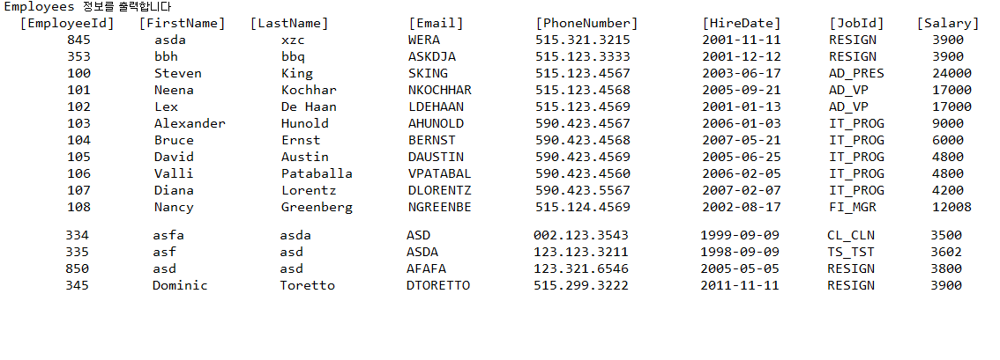 Employees 정보를 출력합니다
[EmployeeId] [FirstName] [LastName] [Email] [PhoneNumber] [HireDate] [JobId] [Salary]
845 asda xzc WERA 515.321.3215 2001-11-11 RESIGN 3900
353 bbh bbq ASKDJA 515.123.3333 2001-12-12 RESIGN 3900
100 Steven King SKING 515.123.4567 2003-06-17 AD_PRES 24000
101 Neena Kochhar NKOCHHAR 515.123.4568 2005-09-21 AD_VP 17000
102 Lex De Haan LDEHAAN 515.123.4569 2001-01-13 AD_VP 17000
103 Alexander Hunold AHUNOLD 590.423.4567 2006-01-03 IT_PROG 9000
104 Bruce Ernst BERNST 590.423.4568 2007-05-21 IT_PROG 6000
105 David Austin DAUSTIN 590.423.4569 2005-06-25 IT_PROG 4800
106 Valli Pataballa VPATABAL 590.423.4560 2006-02-05 IT_PROG 4800
107 Diana Lorentz DLORENTZ 590.423.5567 2007-02-07 IT_PROG 4200
108 Nancy Greenberg NGREENBE 515.124.4569 2002-08-17 FI_MGR 12008
334 asfa asda ASD 002.123.3543 1999-09-09 CL_CLN 3500
335 asf asd ASDA 123.123.3211 1998-09-09 TS_TST 3602
850 asd asd AFAFA 123.321.6546 2005-05-05 RESIGN 3800
345 Dominic Toretto DTORETTO 515.299.3222 2011-11-11 RESIGN 3900